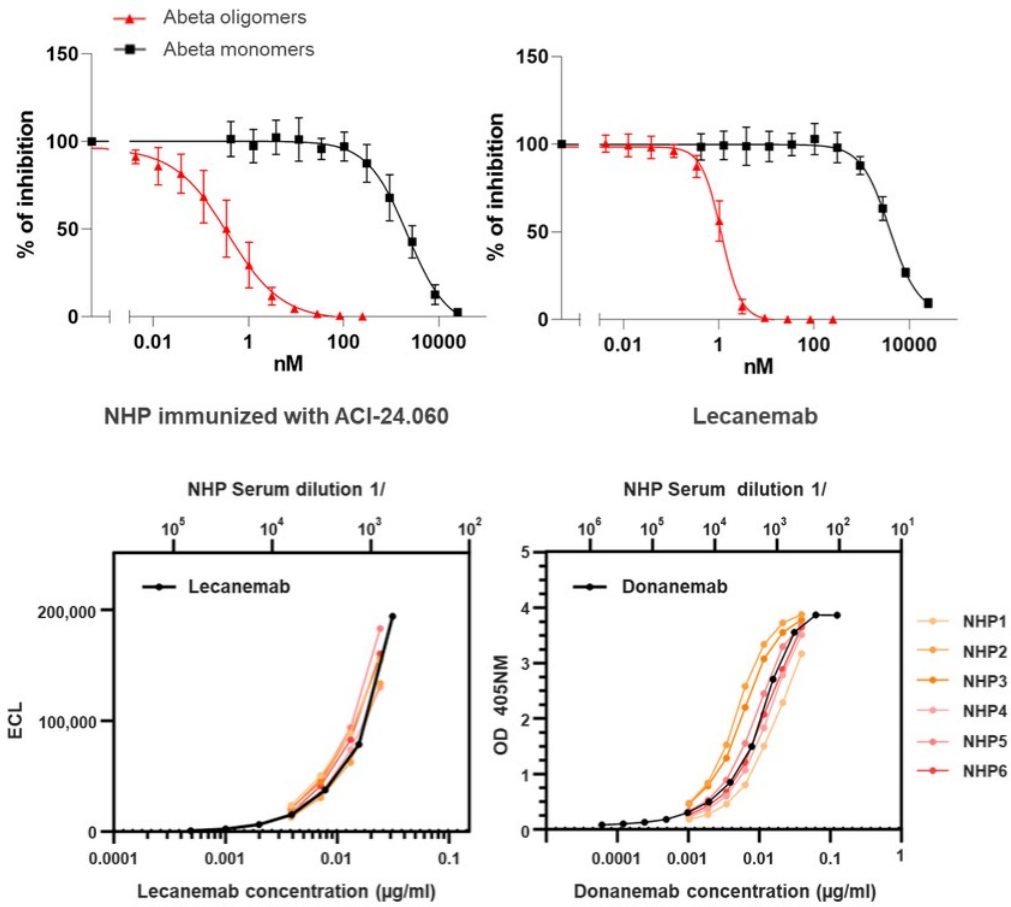 Abeta oligomers
Abeta monomers
150
100
50
0
% of inhibition
0.01
1
100
10000
nM
NHP immunized with ACI-24.060
150
100
50
0
% of inhibition
0.01
1
100
10000
nM
Lecanemab
NHP Serum dilution 1/
10⁵
10⁴
10³
10²
Lecanemab
200,000
100,000
0
ECL
0.0001
0.001
0.01
0.1
Lecanemab concentration (µg/ml)
NHP Serum dilution 1/
10⁶
10⁵
10⁴
10³
10²
10¹
Donanemab
5
4
3
2
1
0
OD 405NM
0.0001
0.001
0.01
0.1
1
Donanemab concentration (µg/ml)
NHP1
NHP2
NHP3
NHP4
NHP5
NHP6